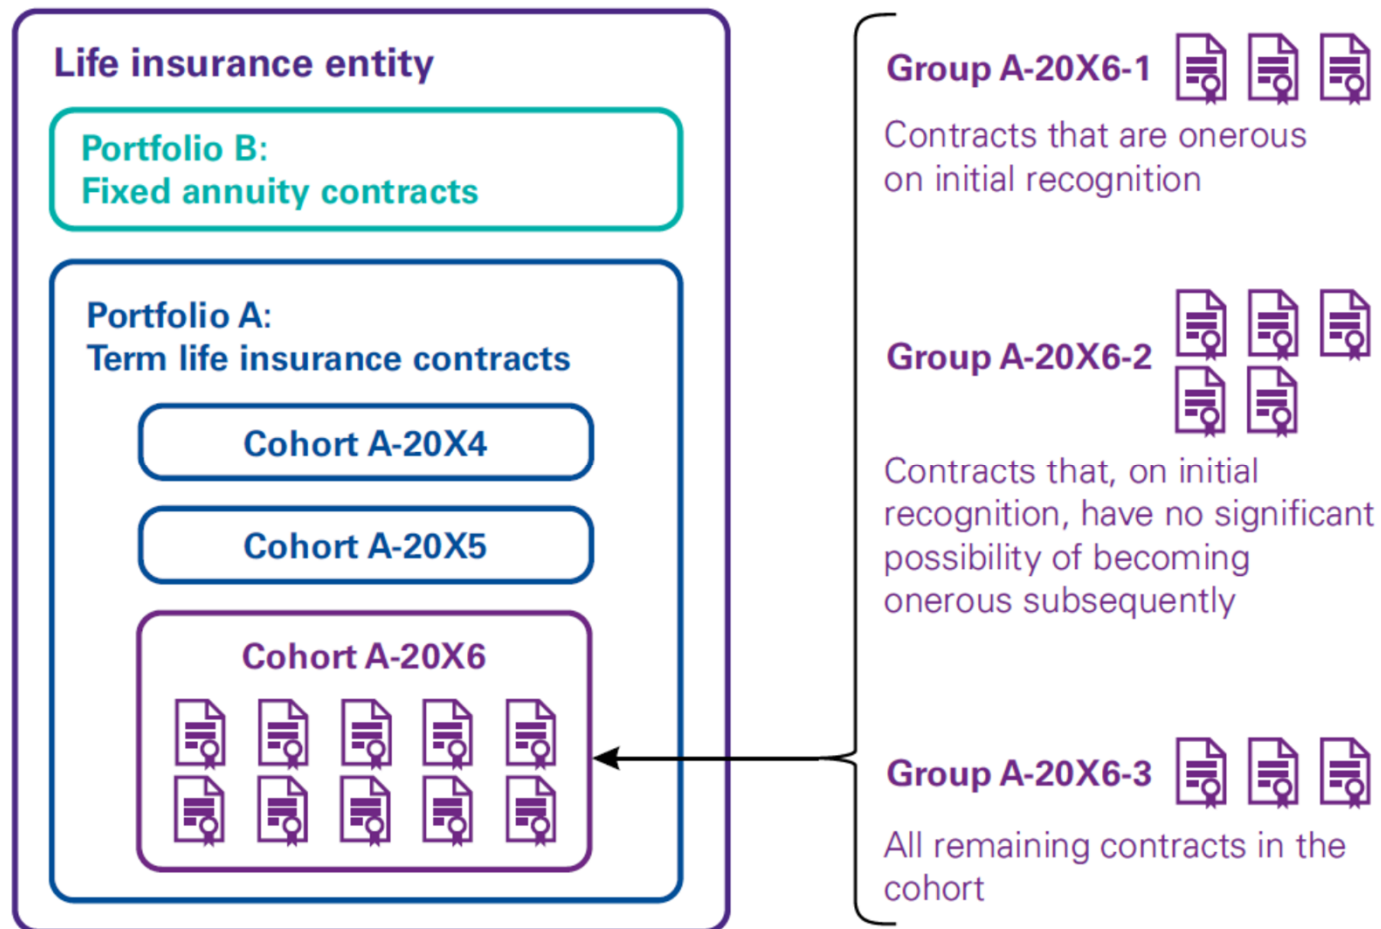 Life insurance entity
Portfolio B:
Fixed annuity contracts
Portfolio A:
Term life insurance contracts
Cohort A-20X4
Cohort A-20X5
Cohort A-20X6
Group A-20X6-1
Contracts that are onerous
on initial recognition
Group A-20X6-2
Contracts that, on initial
recognition, have no significant
possibility of becoming
onerous subsequently
Group A-20X6-3
All remaining contracts in the
cohort